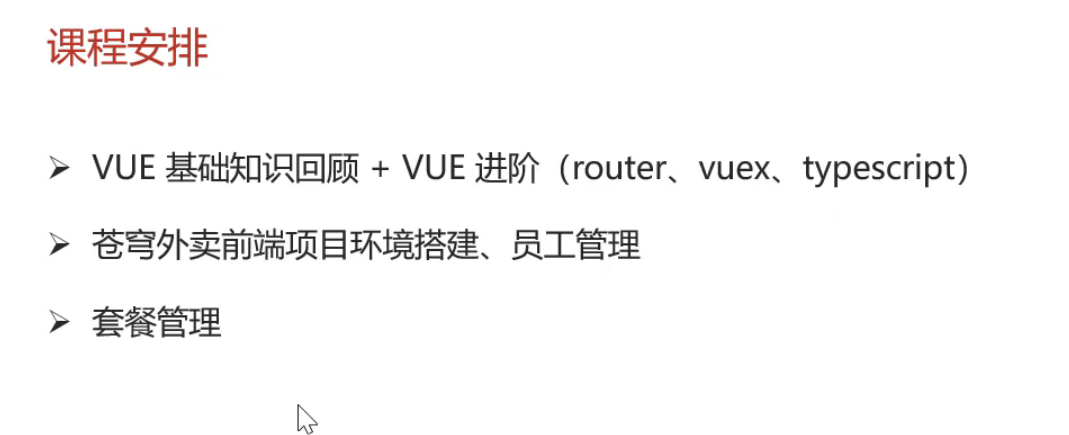 课程安排
➢ VUE 基础知识回顾 + VUE 进阶（router、vuex、typescript）
➢ 苍穹外卖前端项目环境搭建、员工管理
➢ 套餐管理